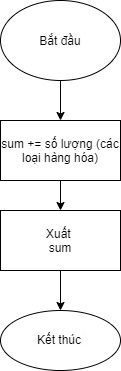 Bắt đầu
sum += số lượng (các
loại hàng hóa)
Xuất
sum
Kết thúc